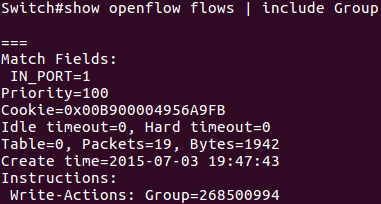 Switch#show openflow flows | include Group
===
Match Fields:
IN_PORT=1
Priority=100
Cookie=0x00B900004956A9FB
Idle timeout=0, Hard timeout=0
Table=0, Packets=19, Bytes=1942
Create time=2015-07-03 19:47:43
Instructions:
Write-Actions: Group=268500994